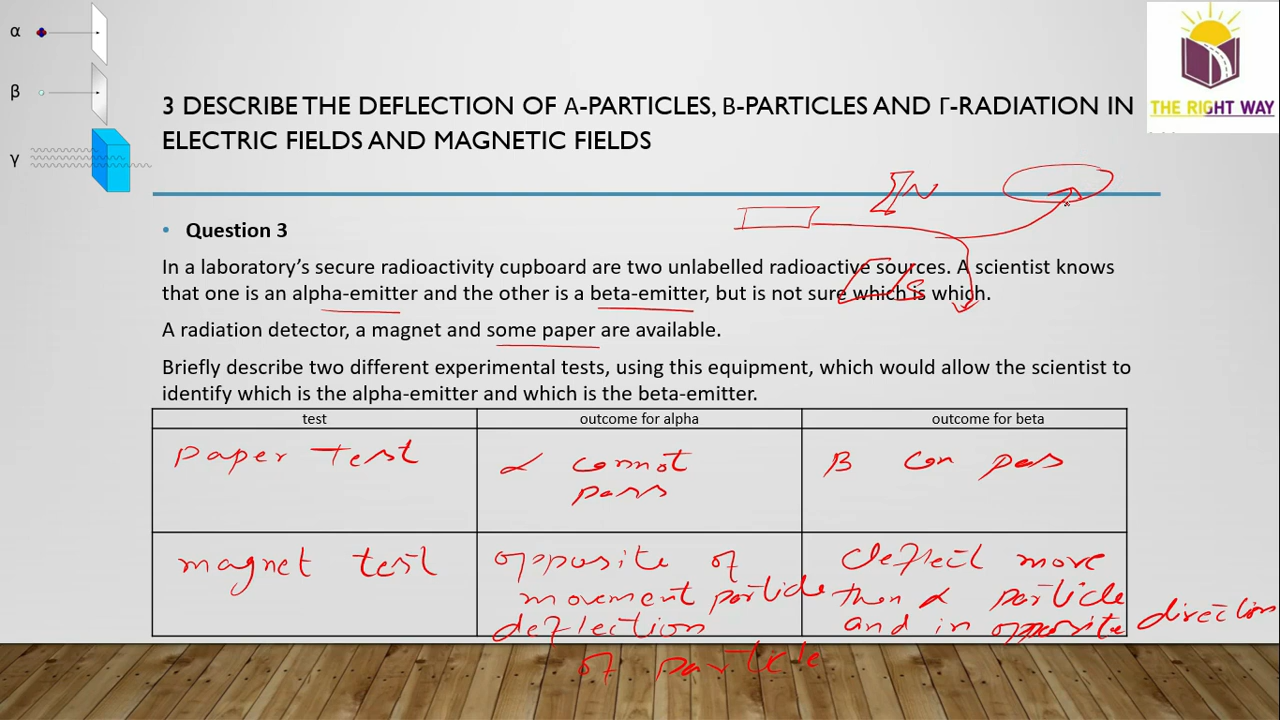 α
β
γ
THE RIGHT WAY
3 DESCRIBE THE DEFLECTION OF Α-PARTICLES, Β-PARTICLES AND Γ-RADIATION IN
ELECTRIC FIELDS AND MAGNETIC FIELDS
N
S
• Question 3
In a laboratory's secure radioactivity cupboard are two unlabelled radioactive sources. A scientist knows
that one is an alpha-emitter and the other is a beta-emitter, but is not sure which is which.
A radiation detector, a magnet and some paper are available.
Briefly describe two different experimental tests, using this equipment, which would allow the scientist to
identify which is the alpha-emitter and which is the beta-emitter.
test outcome for alpha outcome for beta
paper test
α cannot
pass
β can pass
magnet test
opposite of
movement particle
deflection
of particle
deflect more
then α particle
and in opposite direction